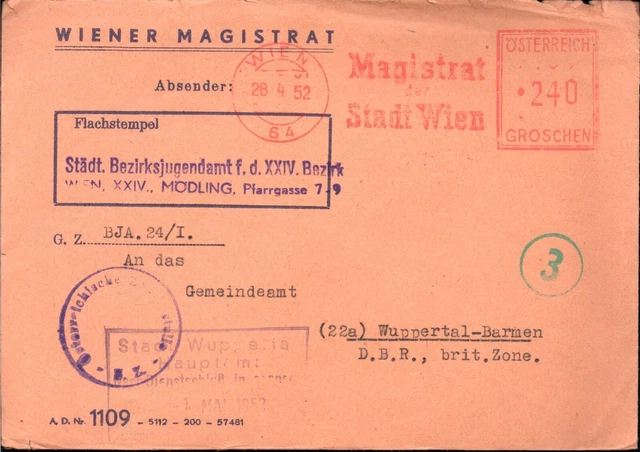 WIENER MAGISTRAT
WIEN
28·4·52
64
Magistrat
der
Stadt Wien
ÖSTERREICH
·240
GROSCHEN
Absender:
Flachstempel
Städt. Bezirksjugendamt f. d. XXIV. Bezirk
WIEN, XXIV., MÖDLING, Pfarrgasse 7-9
G. Z. BJA.24/I.
An das
Gemeindeamt
3
(22a) Wuppertal-Barmen
D.B.R., brit.Zone.
Österreichische
Stadt Wuppertal
Hauptamt
1. MAI 1952
A. D. Nr. 1109 - 5112 - 200 - 57481